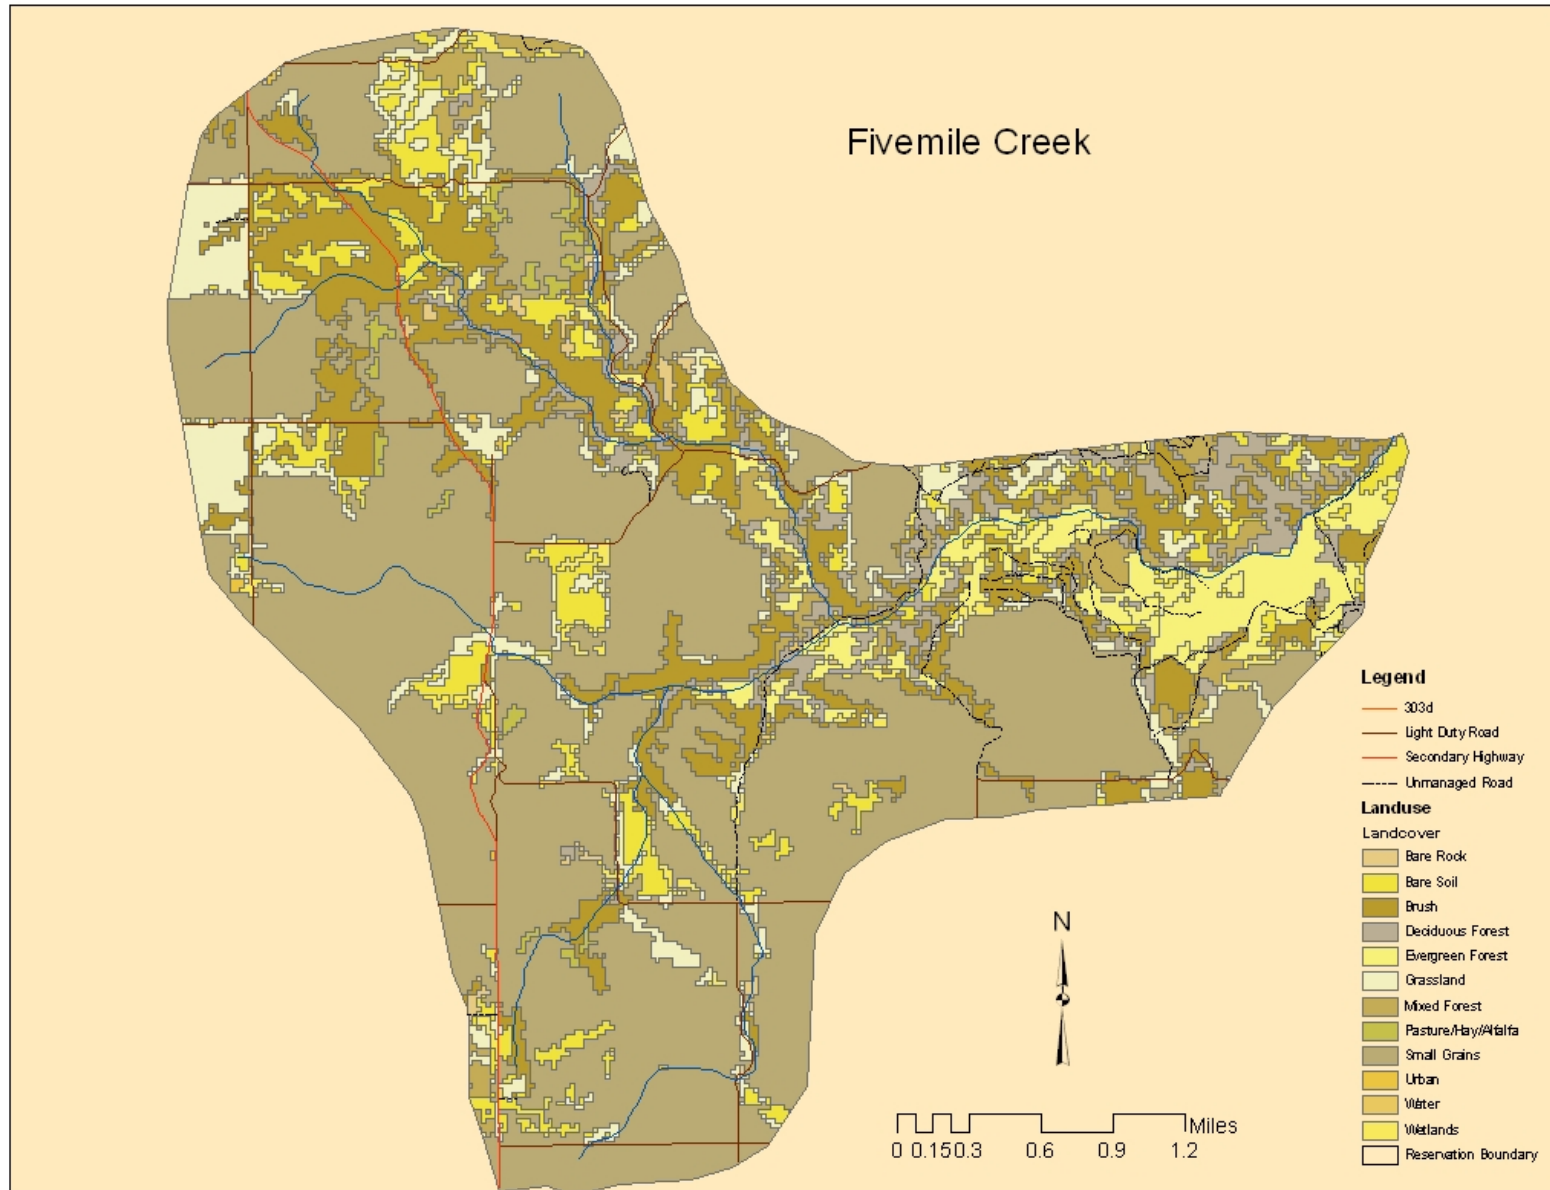 Fivemile Creek
Legend
303d
Light Duty Road
Secondary Highway
Unmanaged Road
Landuse
Landcover
Bare Rock
Bare Soil
Brush
Deciduous Forest
Evergreen Forest
Grassland
Mixed Forest
Pasture/Hay/Alfalfa
Small Grains
Urban
Water
Wetlands
Reservation Boundary
N
Miles
0 0.150.3 0.6 0.9 1.2